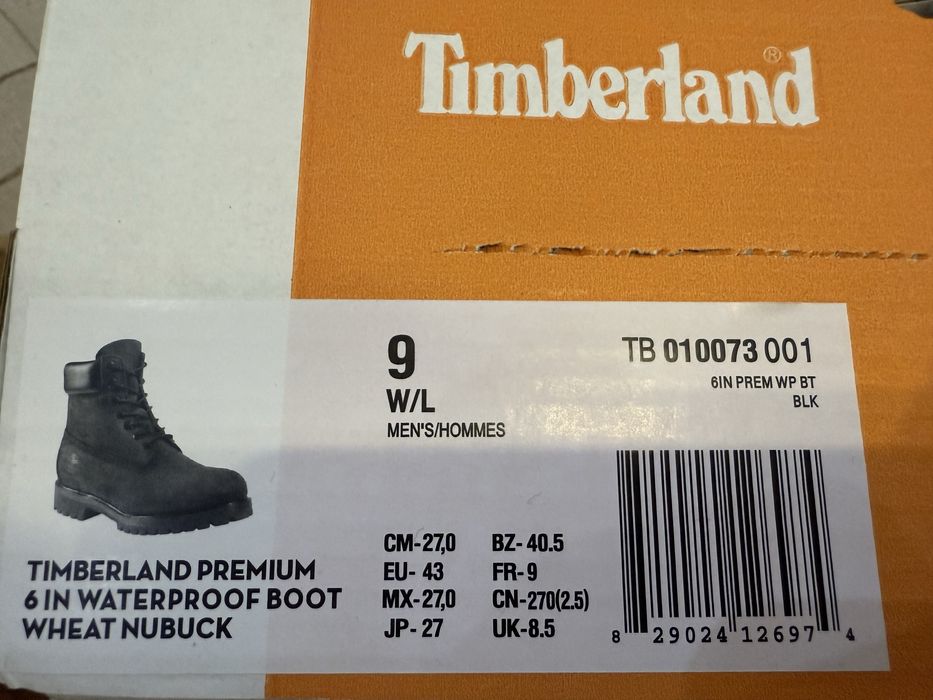 Timberland®
9
W/L
MEN'S/HOMMES
TB 010073 001
6IN PREM WP BT
BLK
CM-27,0 BZ- 40.5
EU- 43 FR-9
MX-27,0 CN-270(2.5)
JP- 27 UK-8.5
TIMBERLAND PREMIUM
6 IN WATERPROOF BOOT
WHEAT NUBUCK
8 29024 12697 4